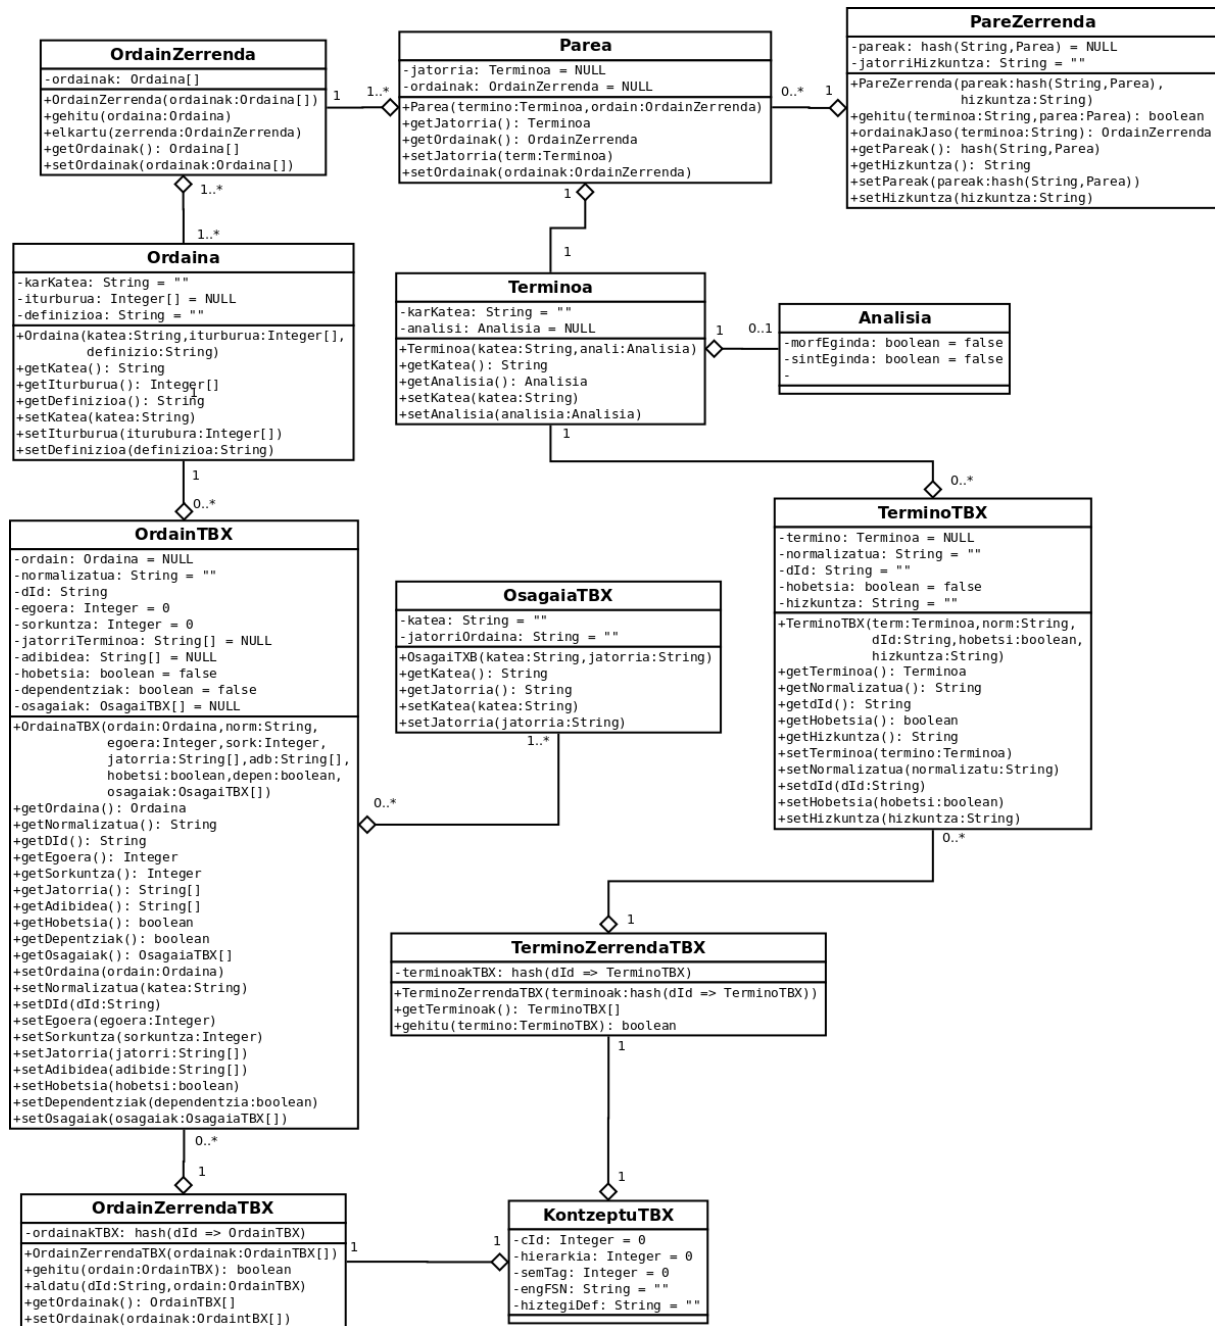 OrdainZerrenda
-ordainak: Ordaina[]
+OrdainZerrenda(ordainak:Ordaina[])
+gehitu(ordaina:Ordaina)
+elkartu(zerrenda:OrdainZerrenda)
+getOrdainak(): Ordaina[]
+setOrdainak(ordainak:Ordaina[])
1
1..*
Parea
-jatorria: Terminoa = NULL
-ordainak: OrdainZerrenda = NULL
+Parea(termino:Terminoa,ordain:OrdainZerrenda)
+getJatorria(): Terminoa
+getOrdainak(): OrdainZerrenda
+setJatorria(term:Terminoa)
+setOrdainak(ordainak:OrdainZerrenda)
0..*
1
PareZerrenda
-pareak: hash(String,Parea) = NULL
-jatorriHizkuntza: String = ""
+PareZerrenda(pareak:hash(String,Parea),
hizkuntza:String)
+gehitu(terminoa:String,parea:Parea): boolean
+ordainakJaso(terminoa:String): OrdainZerrenda
+getPareak(): hash(String,Parea)
+getHizkuntza(): String
+setPareak(pareak:hash(String,Parea))
+setHizkuntza(hizkuntza:String)
1..*
1..*
1
1
Ordaina
-karKatea: String = ""
-iturburua: Integer[] = NULL
-definizioa: String = ""
+Ordaina(katea:String,iturburua:Integer[],
definizio:String)
+getKatea(): String
+getIturburua(): Integer[]
+getDefinizioa(): String
+setKatea(katea:String)
+setIturburua(iturubura:Integer[])
+setDefinizioa(definizioa:String)
Terminoa
-karKatea: String = ""
-analisi: Analisia = NULL
+Terminoa(katea:String,anali:Analisia)
+getKatea(): String
+getAnalisia(): Analisia
+setKatea(katea:String)
+setAnalisia(analisia:Analisia)
1
0..1
Analisia
-morfEginda: boolean = false
-sintEginda: boolean = false
-
1
0..*
1
0..*
OrdainTBX
-ordain: Ordaina = NULL
-normalizatua: String = ""
-dId: String
-egoera: Integer = 0
-sorkuntza: Integer = 0
-jatorriTerminoa: String[] = NULL
-adibidea: String[] = NULL
-hobetsia: boolean = false
-dependentziak: boolean = false
-osagaiak: OsagaiTBX[] = NULL
+OrdainaTBX(ordain:Ordaina,norm:String,
egoera:Integer,sork:Integer,
jatorria:String[],adb:String[],
hobetsi:boolean,depen:boolean,
osagaiak:OsagaiTBX[])
+getOrdaina(): Ordaina
+getNormalizatua(): String
+getDId(): String
+getEgoera(): Integer
+getSorkuntza(): Integer
+getJatorria(): String[]
+getAdibidea(): String[]
+getHobetsia(): boolean
+getDepentziak(): boolean
+getOsagaiak(): OsagaiaTBX[]
+setOrdaina(ordain:Ordaina)
+setNormalizatua(katea:String)
+setDId(dId:String)
+setEgoera(egoera:Integer)
+setSorkuntza(sorkuntza:Integer)
+setJatorria(jatorri:String[])
+setAdibidea(adibide:String[])
+setHobetsia(hobetsi:boolean)
+setDependentziak(dependentzia:boolean)
+setOsagaiak(osagaiak:OsagaiaTBX[])
OsagaiaTBX
-katea: String = ""
-jatorriOrdaina: String = ""
+OsagaiTXB(katea:String,jatorria:String)
+getKatea(): String
+getJatorria(): String
+setKatea(katea:String)
+setJatorria(jatorria:String)
1..*
0..*
TerminoTBX
-termino: Terminoa = NULL
-normalizatua: String = ""
-dId: String = ""
-hobetsia: boolean = false
-hizkuntza: String = ""
+TerminoTBX(term:Terminoa,norm:String,
dId:String,hobetsi:boolean,
hizkuntza:String)
+getTerminoa(): Terminoa
+getNormalizatua(): String
+getdId(): String
+getHobetsia(): boolean
+getHizkuntza(): String
+setTerminoa(termino:Terminoa)
+setNormalizatua(normalizatu:String)
+setdId(dId:String)
+setHobetsia(hobetsi:boolean)
+setHizkuntza(hizkuntza:String)
0..*
1
TerminoZerrendaTBX
-terminoakTBX: hash(dId => TerminoTBX)
+TerminoZerrendaTBX(terminoak:hash(dId => TerminoTBX))
+getTerminoak(): TerminoTBX[]
+gehitu(termino:TerminoTBX): boolean
1
1
0..*
1
OrdainZerrendaTBX
-ordainakTBX: hash(dId => OrdainTBX)
+OrdainZerrendaTBX(ordainak:OrdainTBX[])
+gehitu(ordain:OrdainTBX): boolean
+aldatu(dId:String,ordain:OrdainTBX)
+getOrdainak(): OrdainTBX[]
+setOrdainak(ordainak:OrdaintBX[])
1
1
KontzeptuTBX
-cId: Integer = 0
-hierarkia: Integer = 0
-semTag: Integer = 0
-engFSN: String = ""
-hiztegiDef: String = ""